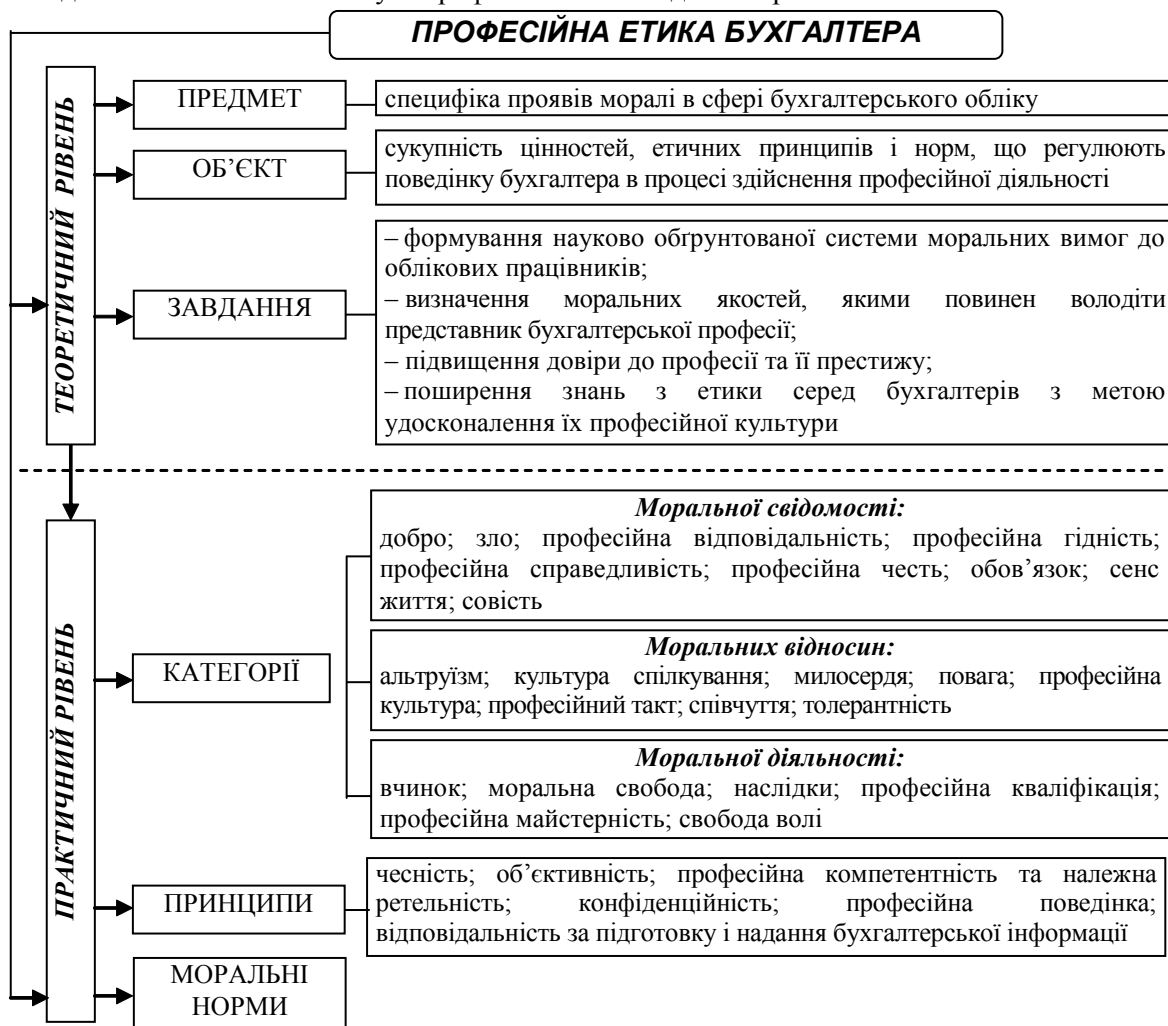 ПРОФЕСІЙНА ЕТИКА БУХГАЛТЕРА
ТЕОРЕТИЧНИЙ РІВЕНЬ
ПРЕДМЕТ
специфіка проявів моралі в сфері бухгалтерського обліку
ОБ’ЄКТ
сукупність цінностей, етичних принципів і норм, що регулюють
поведінку бухгалтера в процесі здійснення професійної діяльності
ЗАВДАННЯ
– формування науково обґрунтованої системи моральних вимог до
облікових працівників;
– визначення моральних якостей, якими повинен володіти
представник бухгалтерської професії;
– підвищення довіри до професії та її престижу;
– поширення знань з етики серед бухгалтерів з метою
удосконалення їх професійної культури
ПРАКТИЧНИЙ РІВЕНЬ
КАТЕГОРІЇ
Моральної свідомості:
добро; зло; професійна відповідальність; професійна гідність;
професійна справедливість; професійна честь; обов’язок; сенс
життя; совість
Моральних відносин:
альтруїзм; культура спілкування; милосердя; повага; професійна
культура; професійний такт; співчуття; толерантність
Моральної діяльності:
вчинок; моральна свобода; наслідки; професійна кваліфікація;
професійна майстерність; свобода волі
ПРИНЦИПИ
чесність; об’єктивність; професійна компетентність та належна
ретельність; конфіденційність; професійна поведінка;
відповідальність за підготовку і надання бухгалтерської інформації
МОРАЛЬНІ
НОРМИ